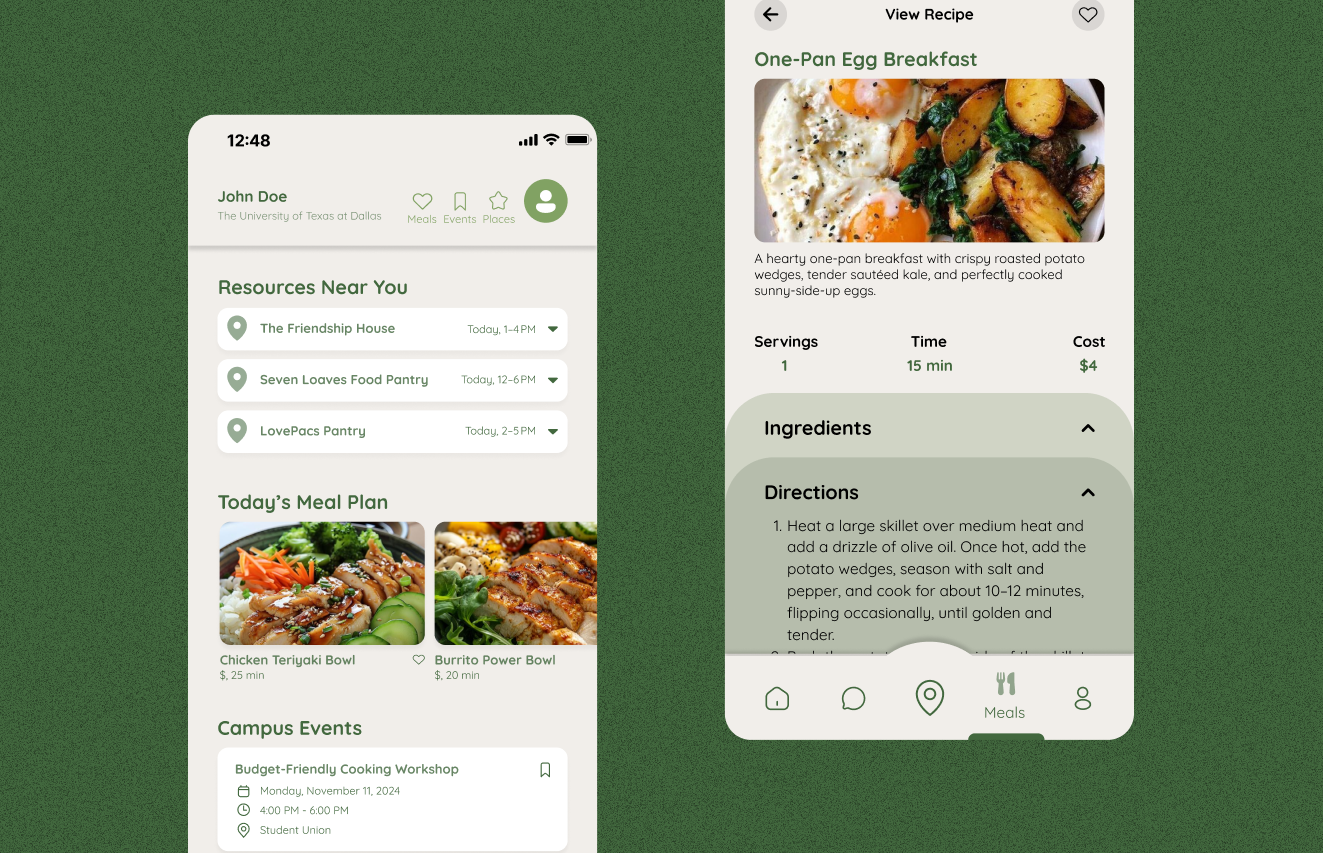 12:48
John Doe
The University of Texas at Dallas
Meals Events Places
Resources Near You
The Friendship House Today, 1–4 PM
Seven Loaves Food Pantry Today, 12–6 PM
LovePacs Pantry Today, 2–5 PM
Today’s Meal Plan
Chicken Teriyaki Bowl
$, 25 min
Burrito Power Bowl
$, 20 min
Campus Events
Budget-Friendly Cooking Workshop
Monday, November 11, 2024
4:00 PM - 6:00 PM
Student Union
View Recipe
One-Pan Egg Breakfast
A hearty one-pan breakfast with crispy roasted potato
wedges, tender sautéed kale, and perfectly cooked
sunny-side-up eggs.
Servings Time Cost
1 15 min $4
Ingredients
Directions
1. Heat a large skillet over medium heat and
add a drizzle of olive oil. Once hot, add the
potato wedges, season with salt and
pepper, and cook for about 10–12 minutes,
flipping occasionally, until golden and
tender.
Meals